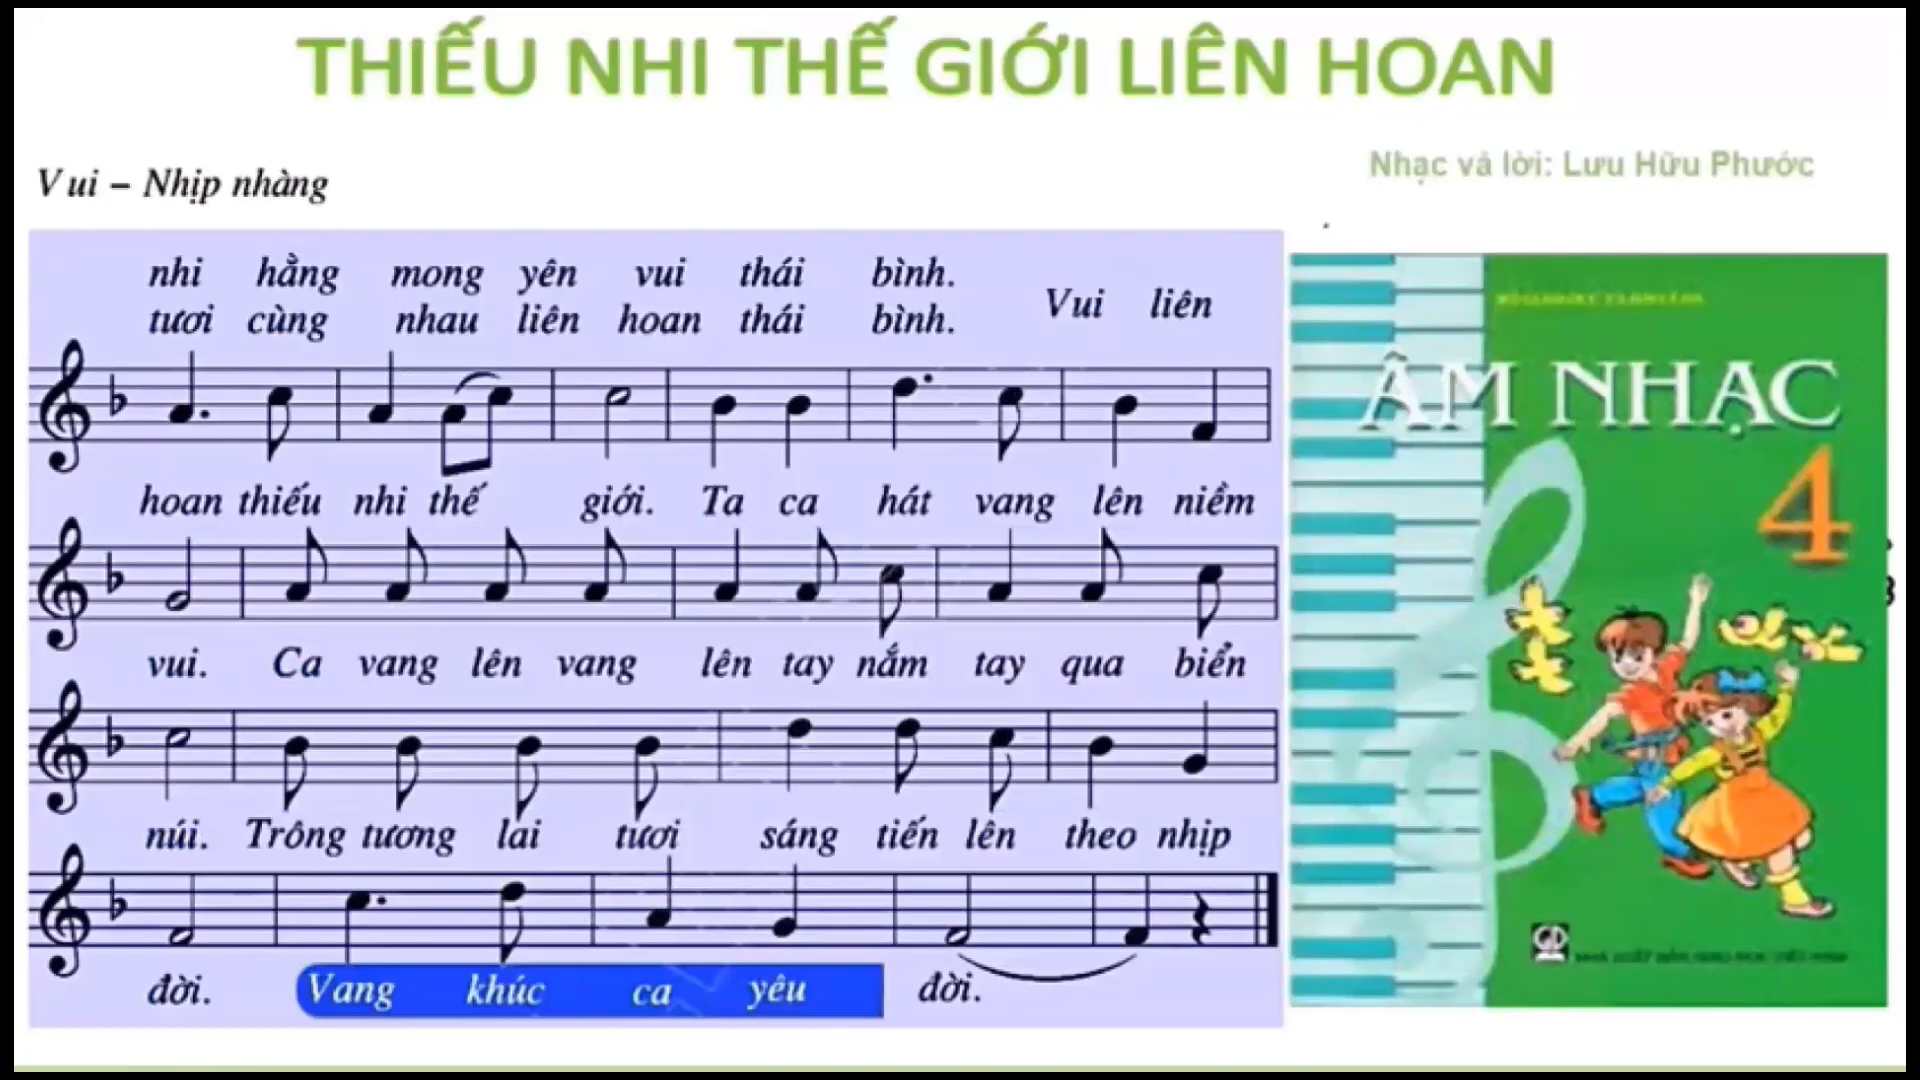 THIẾU NHI THẾ GIỚI LIÊN HOAN
Nhạc và lời: Lưu Hữu Phước
Vui – Nhịp nhàng
nhi hằng mong yên vui thái bình.
tươi cùng nhau liên hoan thái bình.
Vui liên
hoan thiếu nhi thế giới. Ta ca hát vang lên niềm
vui. Ca vang lên vang lên tay nắm tay qua biển
núi. Trông tương lai tươi sáng tiến lên theo nhịp
đời. Vang khúc ca yêu đời.
ÂM NHẠC
4